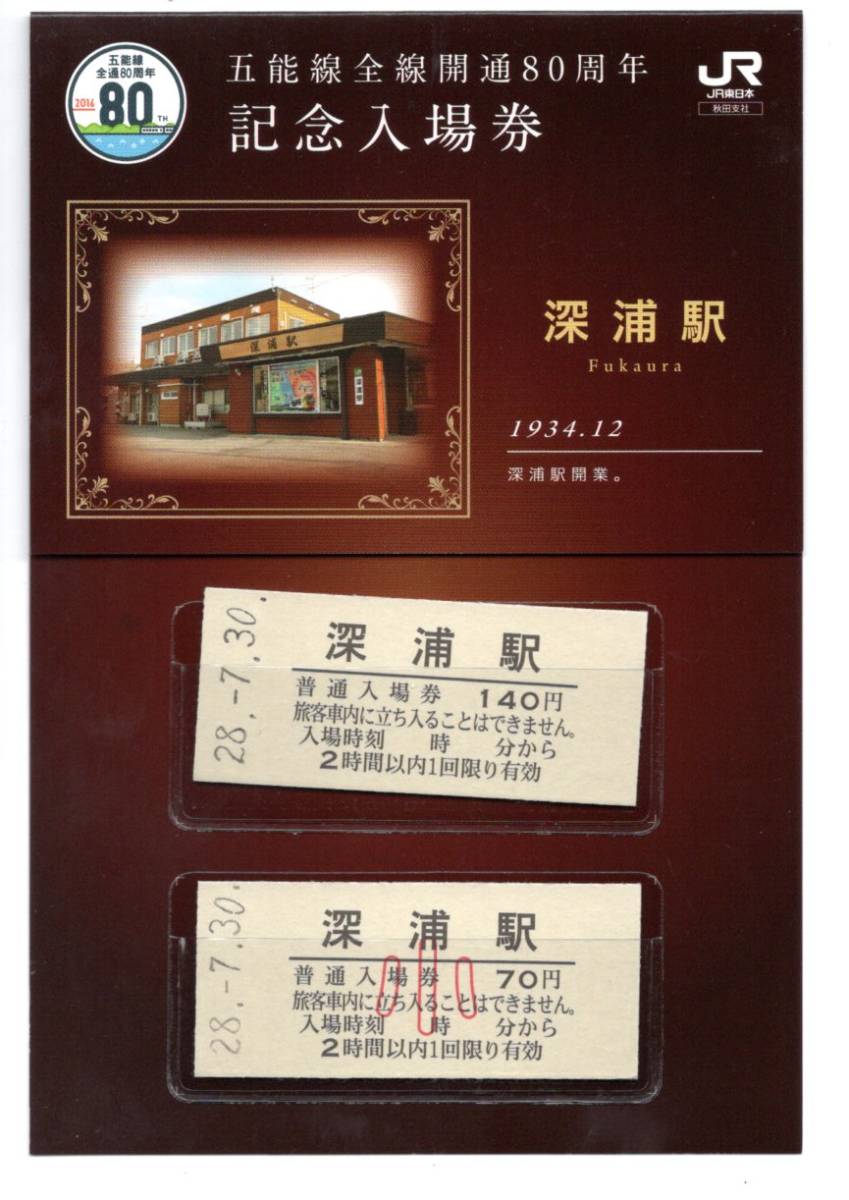 五能線
全通80周年
2016
80
TH
五能線全線開通80周年
記念入場券
JR
JR東日本
秋田支社
深浦駅
深浦駅
深浦駅
Fukaura
1934.12
深浦駅開業。
28.-7.30.
深浦駅
普通入場券 140円
旅客車内に立ち入ることはできません。
入場時刻 時 分から
2時間以内1回限り有効
28.-7.30.
深浦駅
普通入場券 70円
旅客車内に立ち入ることはできません。
入場時刻 時 分から
2時間以内1回限り有効
小